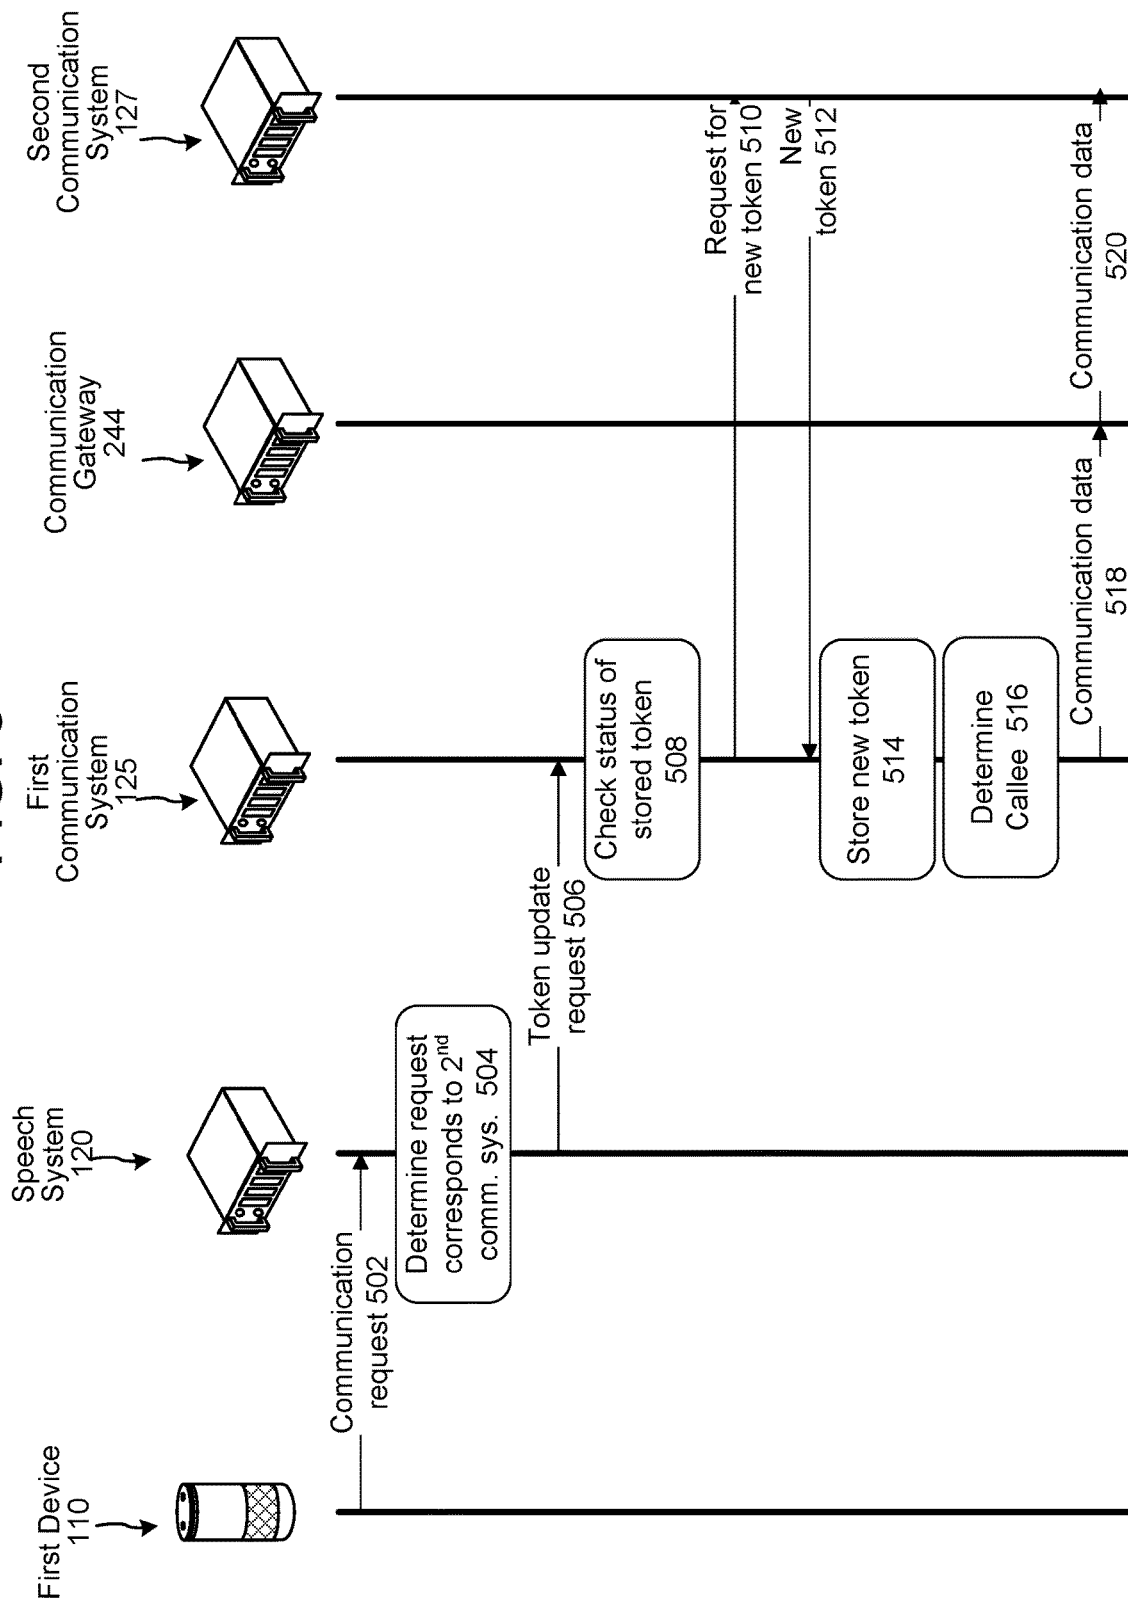 First Device
110
Speech
System
120
First
Communication
System
125
Communication
Gateway
244
Second
Communication
System
127
Communication
request 502
Determine request
corresponds to 2nd
comm. sys. 504
Token update
request 506
Check status of
stored token
508
Request for
new token 510
New
token 512
Store new token
514
Determine
Callee 516
Communication data
518
Communication data
520